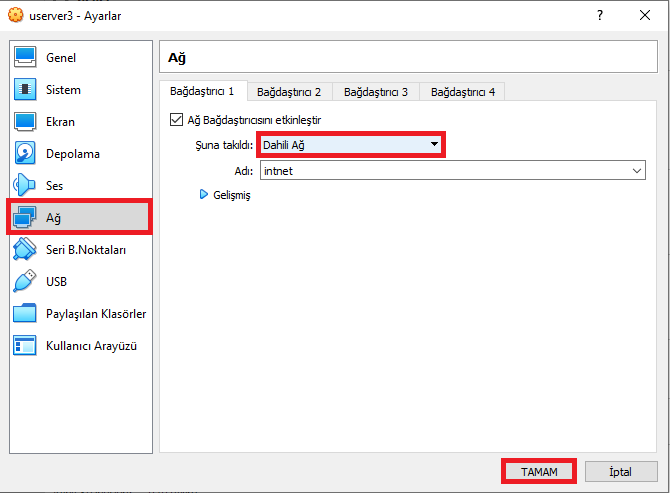 userver3 - Ayarlar ?
Genel
Sistem
Ekran
Depolama
Ses
Ağ
Seri B.Noktaları
USB
Paylaşılan Klasörler
Kullanıcı Arayüzü
Ağ
Bağdaştırıcı 1 Bağdaştırıcı 2 Bağdaştırıcı 3 Bağdaştırıcı 4
Ağ Bağdaştırıcısını etkinleştir
Şuna takıldı: Dahili Ağ
Adı: intnet
Gelişmiş
TAMAM İptal